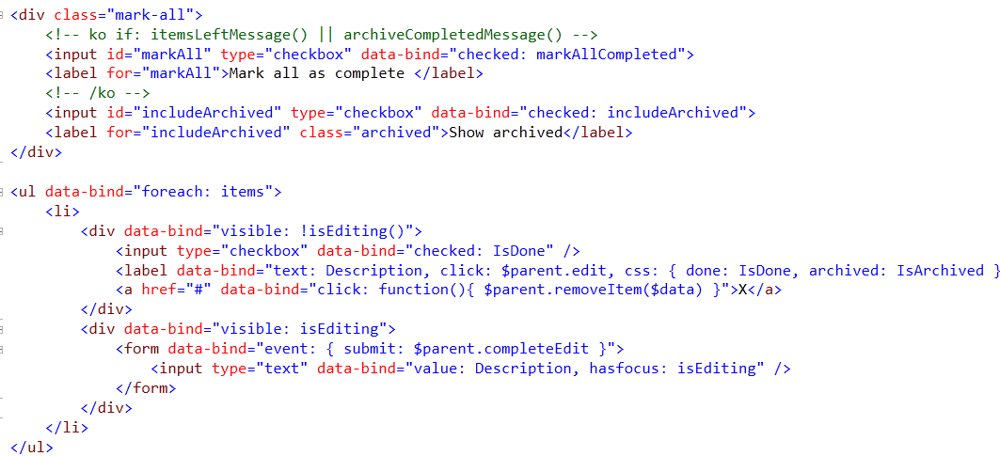 <div class="mark-all">
    <!-- ko if: itemsLeftMessage() || archiveCompletedMessage() -->
    <input id="markAll" type="checkbox" data-bind="checked: markAllCompleted">
    <label for="markAll">Mark all as complete </label>
    <!-- /ko -->
    <input id="includeArchived" type="checkbox" data-bind="checked: includeArchived">
    <label for="includeArchived" class="archived">Show archived</label>
</div>

<ul data-bind="foreach: items">
    <li>
        <div data-bind="visible: !isEditing()">
            <input type="checkbox" data-bind="checked: IsDone" />
            <label data-bind="text: Description, click: $parent.edit, css: { done: IsDone, archived: IsArchived }
            <a href="#" data-bind="click: function(){ $parent.removeItem($data) }">X</a>
        </div>
        <div data-bind="visible: isEditing">
            <form data-bind="event: { submit: $parent.completeEdit }">
                <input type="text" data-bind="value: Description, hasfocus: isEditing" />
            </form>
        </div>
    </li>
</ul>